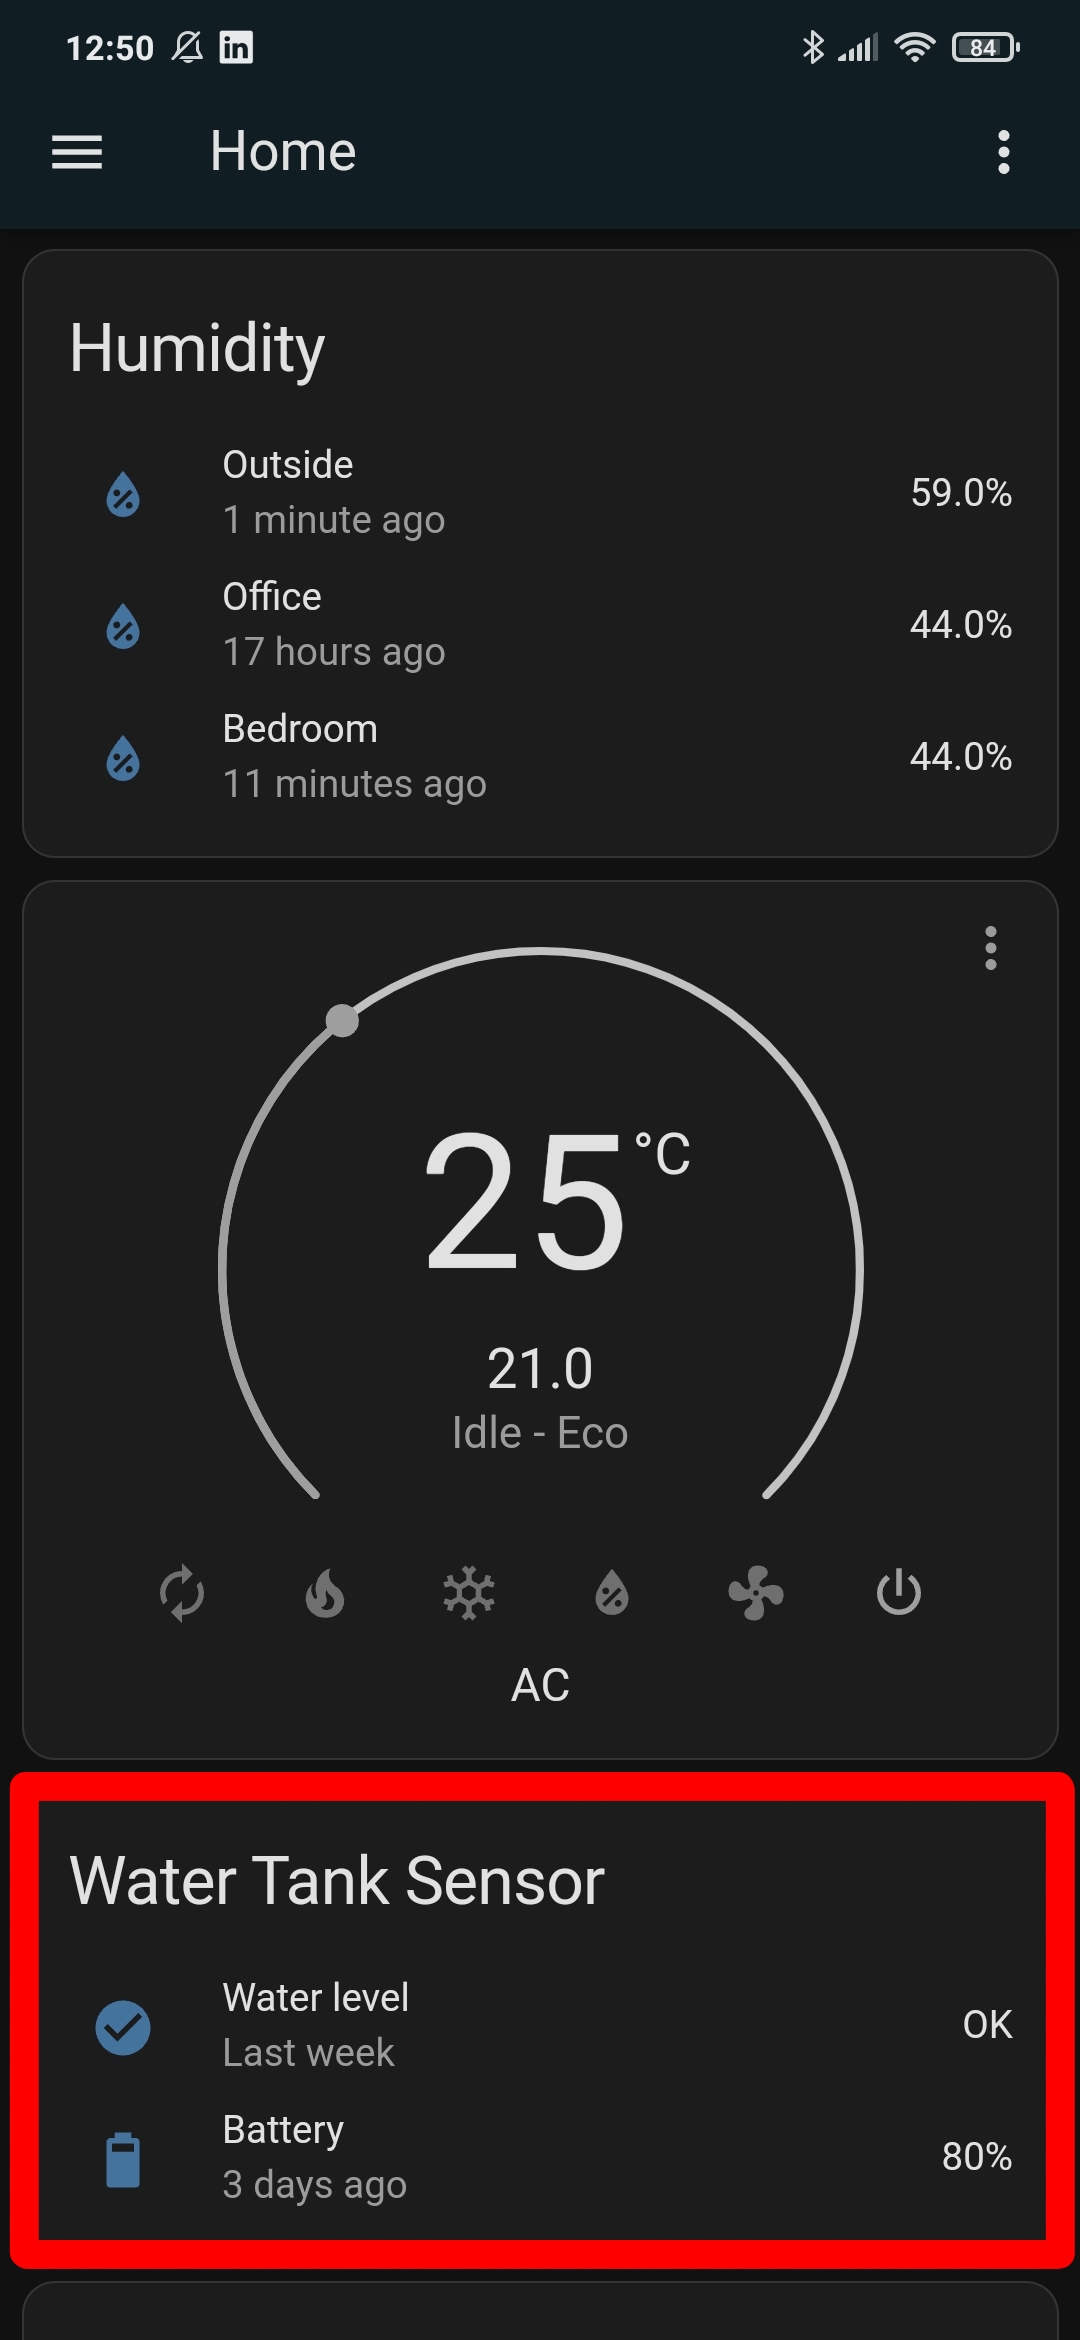 12:50
84
Home
Humidity
Outside
1 minute ago
59.0%
Office
17 hours ago
44.0%
Bedroom
11 minutes ago
44.0%
25 °C
21.0
Idle - Eco
AC
Water Tank Sensor
Water level
Last week
OK
Battery
3 days ago
80%